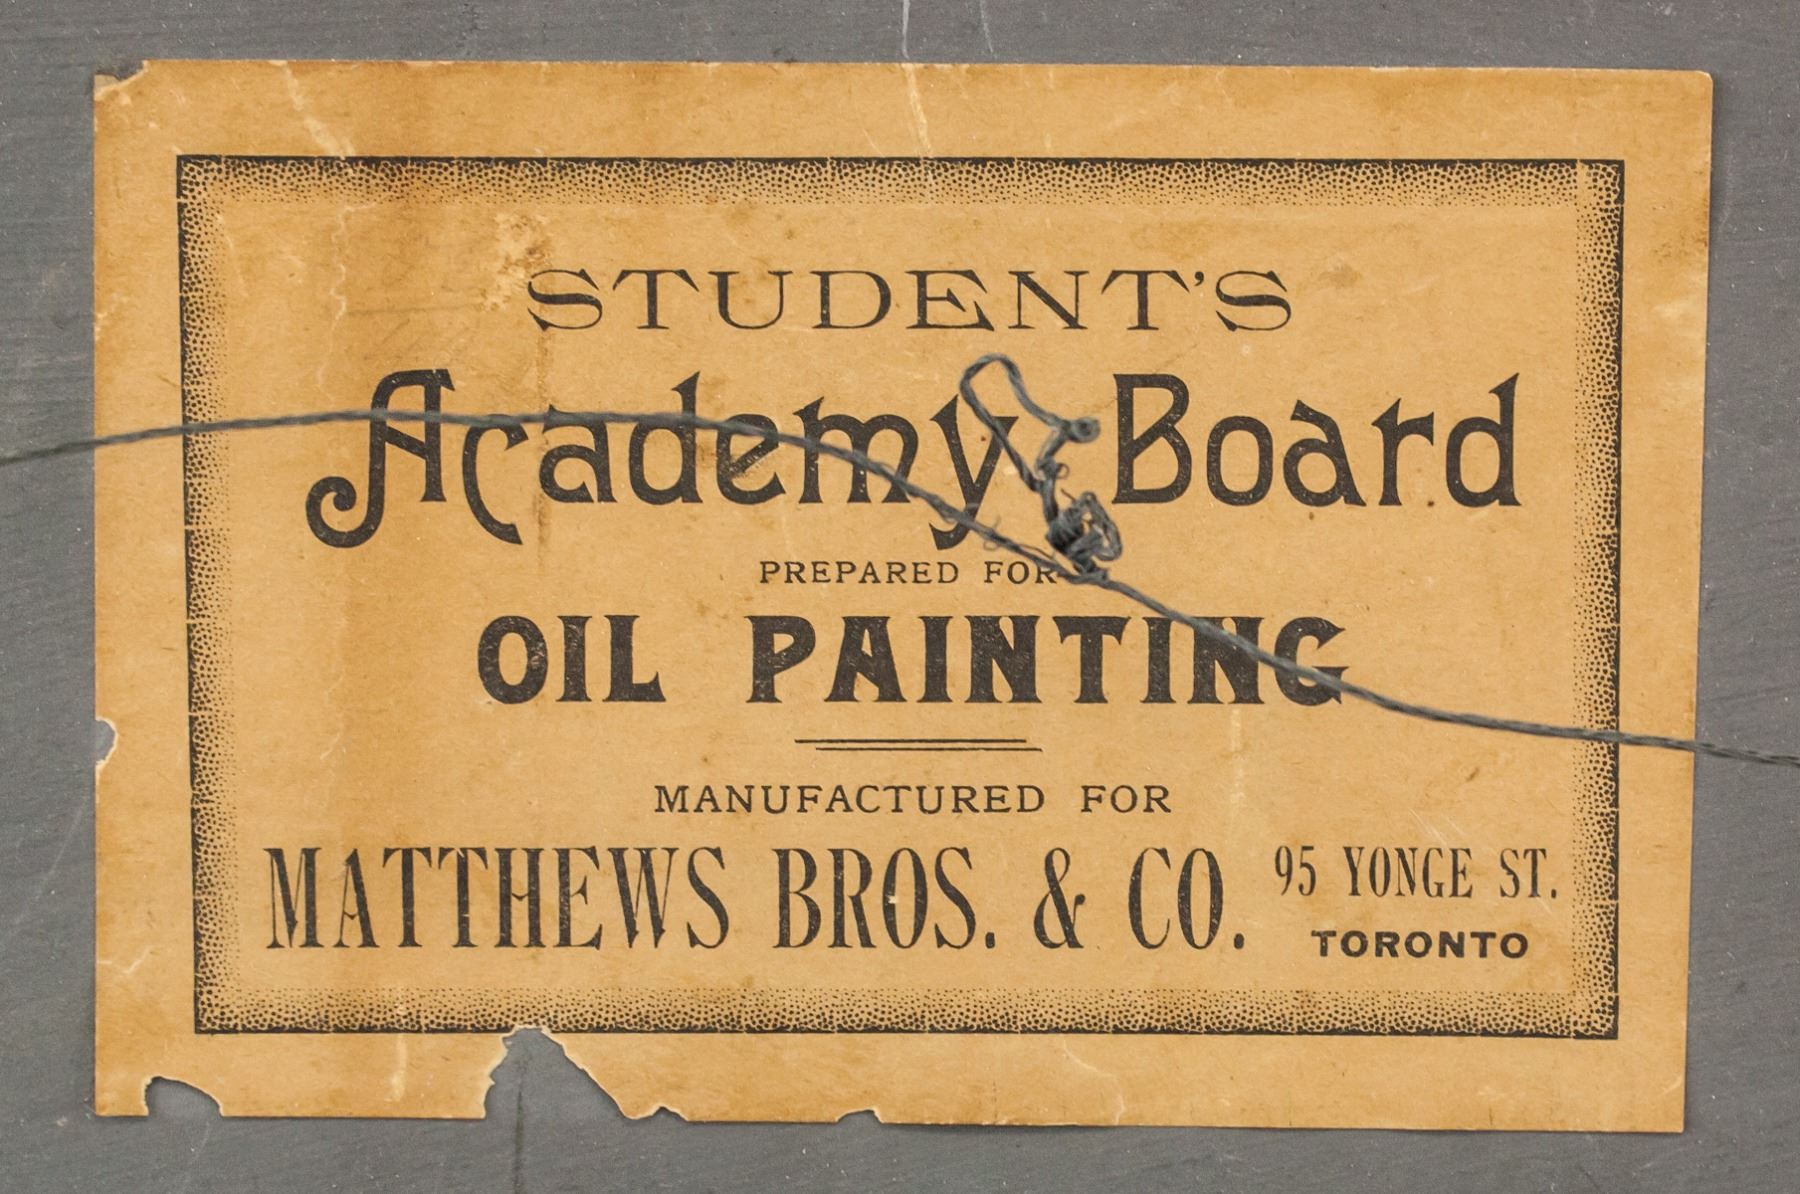 STUDENT'S
Academy Board
PREPARED FOR
OIL PAINTING
MANUFACTURED FOR
MATTHEWS BROS. & CO. 95 YONGE ST.
TORONTO